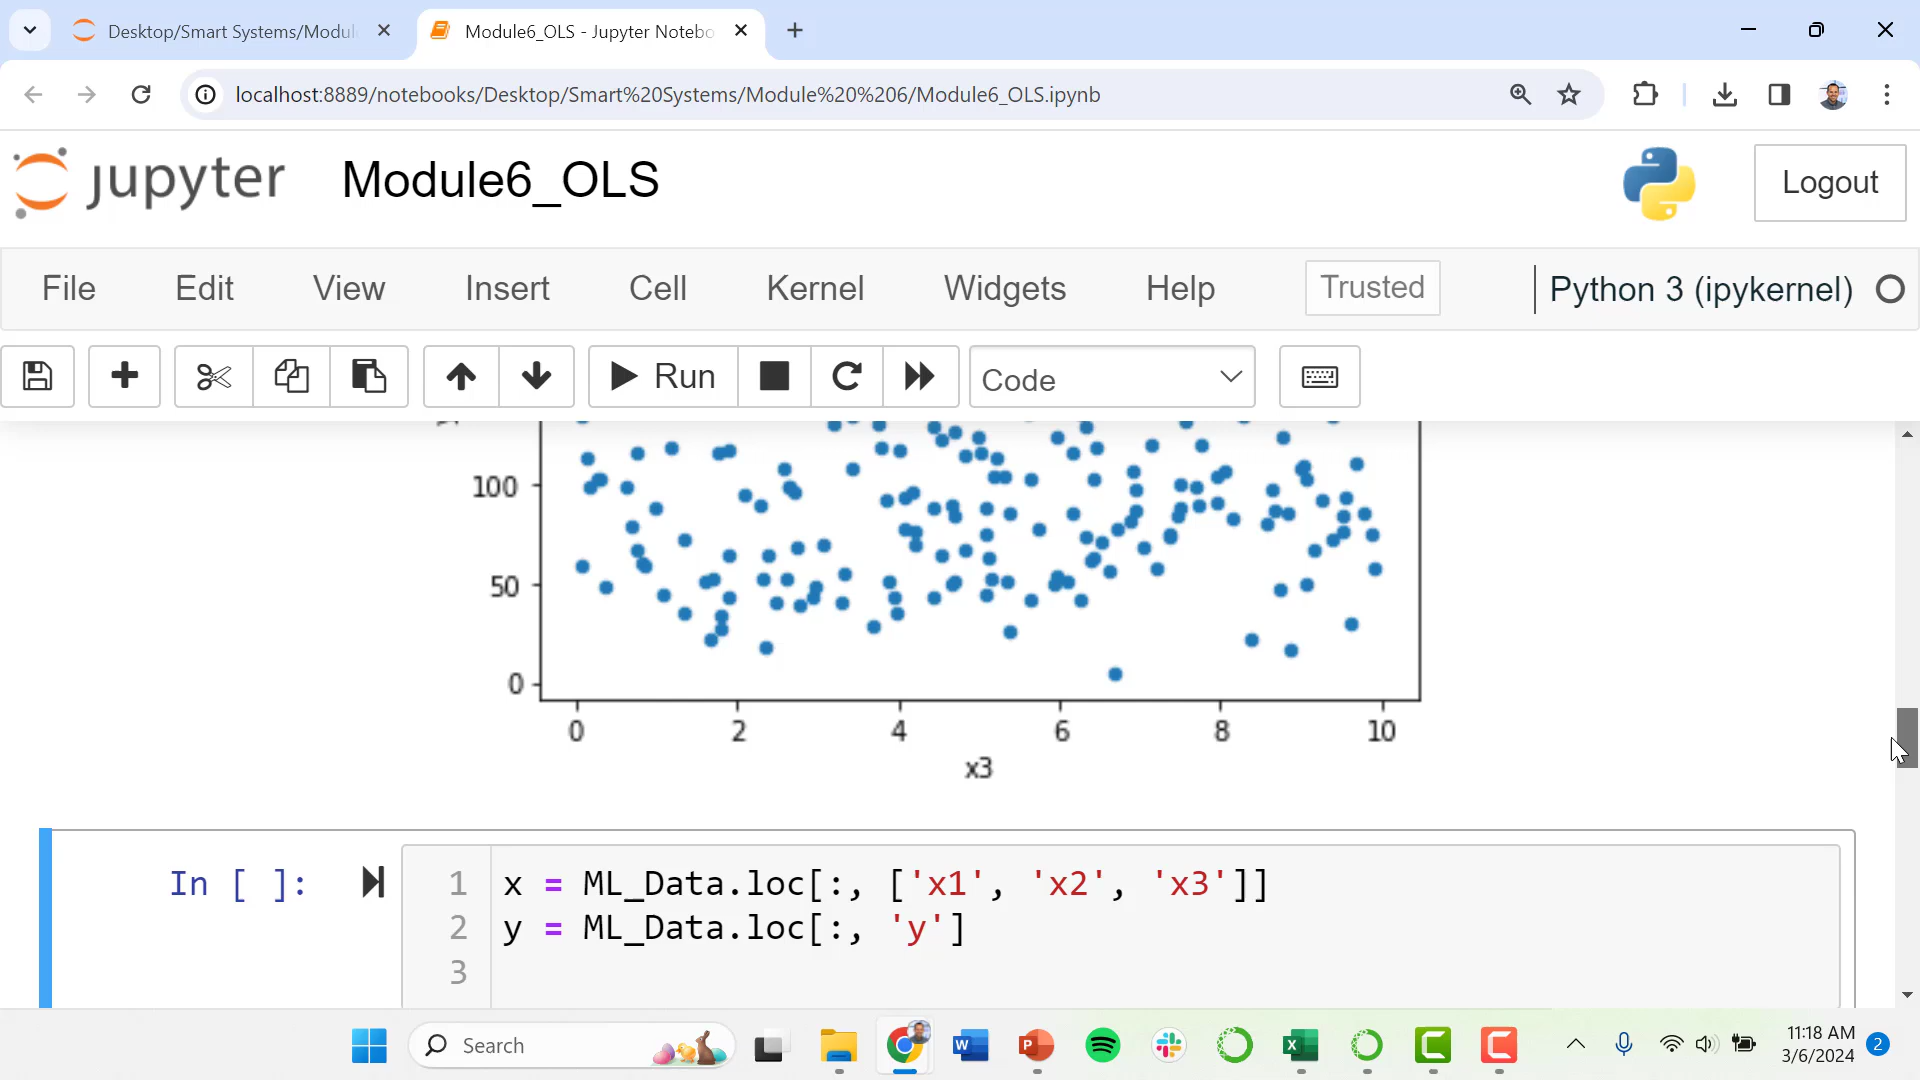 Desktop/Smart Systems/Modul
Module6_OLS - Jupyter Notebo
localhost:8889/notebooks/Desktop/Smart%20Systems/Module%20%206/Module6_OLS.ipynb
jupyter Module6_OLS
Logout
File Edit View Insert Cell Kernel Widgets Help Trusted Python 3 (ipykernel)
Run Code
100
50
0
0 2 4 6 8 10
x3
In [ ]:
1 x = ML_Data.loc[:, ['x1', 'x2', 'x3']]
2 y = ML_Data.loc[:, 'y']
3
Search
W P X C C
11:18 AM
3/6/2024 2